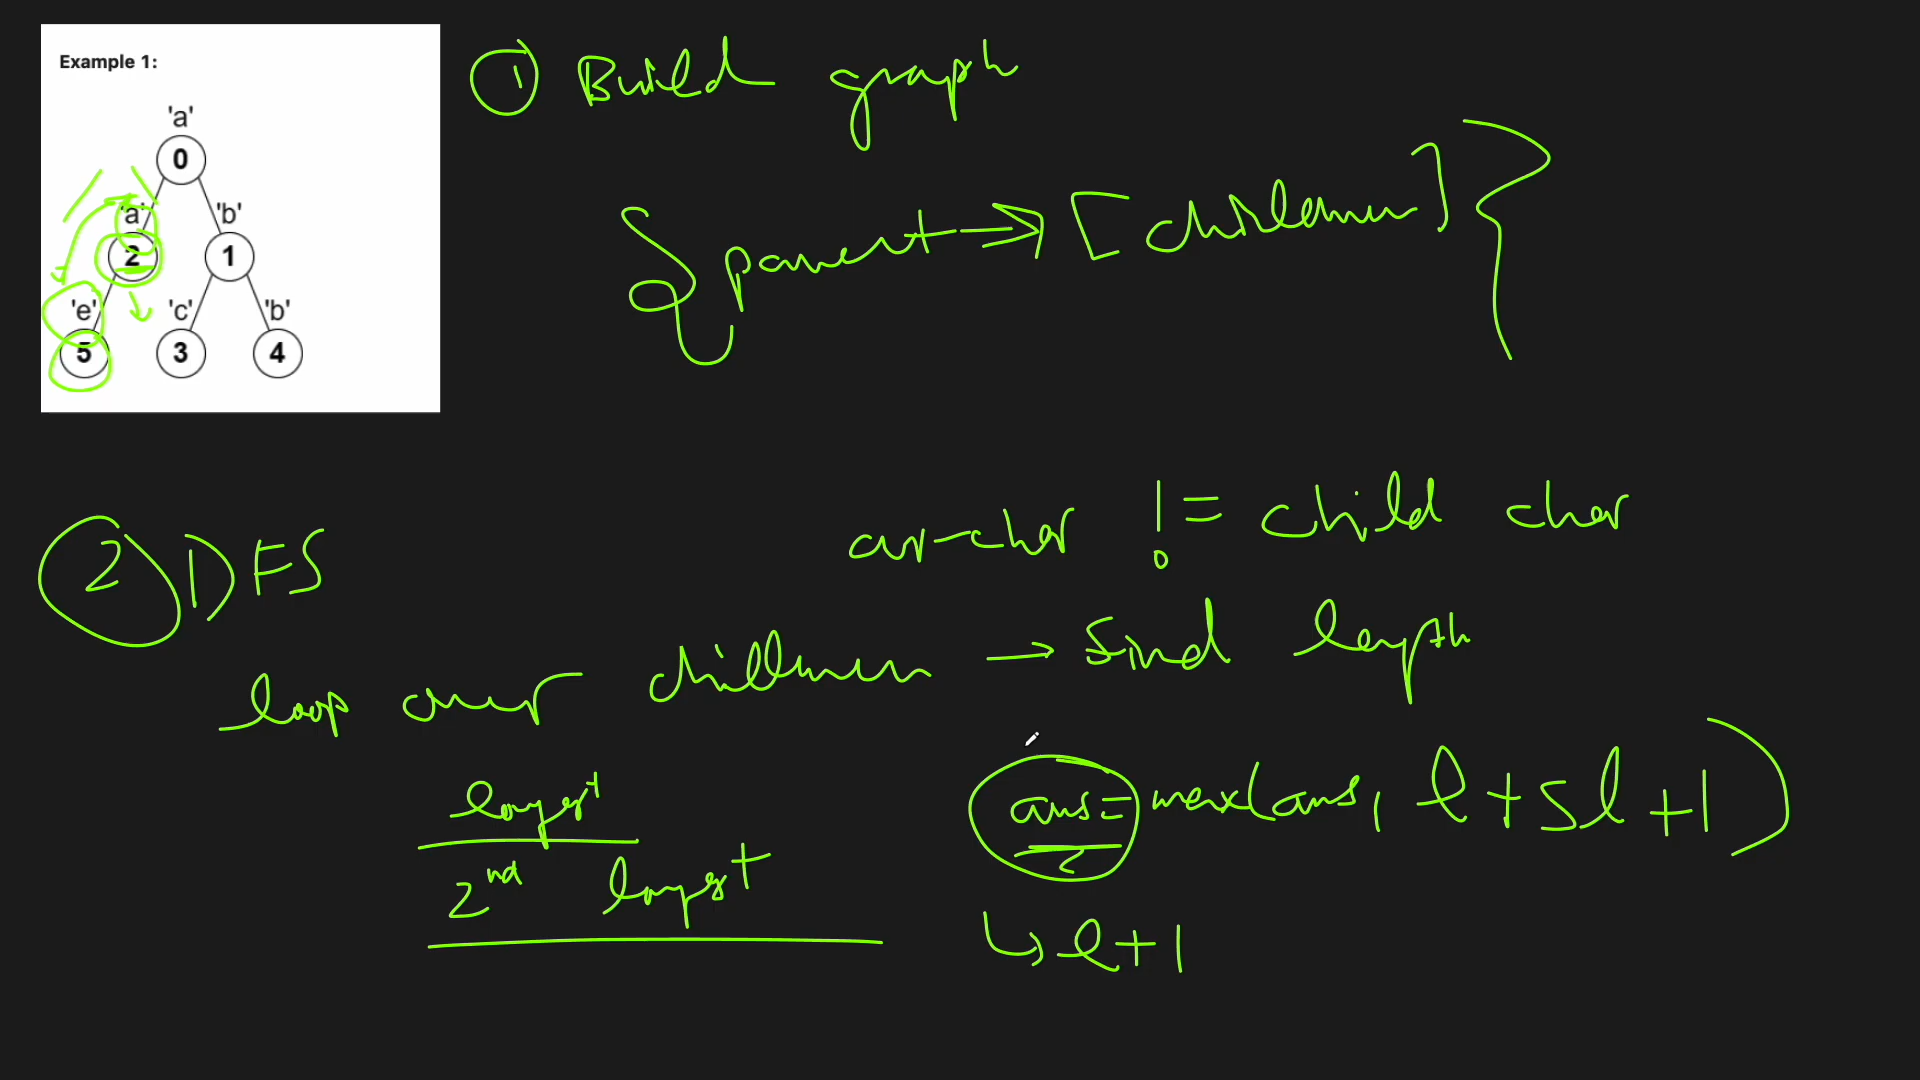 Example 1:
'a'
0
'a' 'b'
2 1
'e' 'c' 'b'
5 3 4
1 Build graph
{ parent → [children] }
cur-char != child char
2 DFS
loop over children → find length
longest
2nd longest
ans = max(ans, l + sl + 1)
↳ l + 1